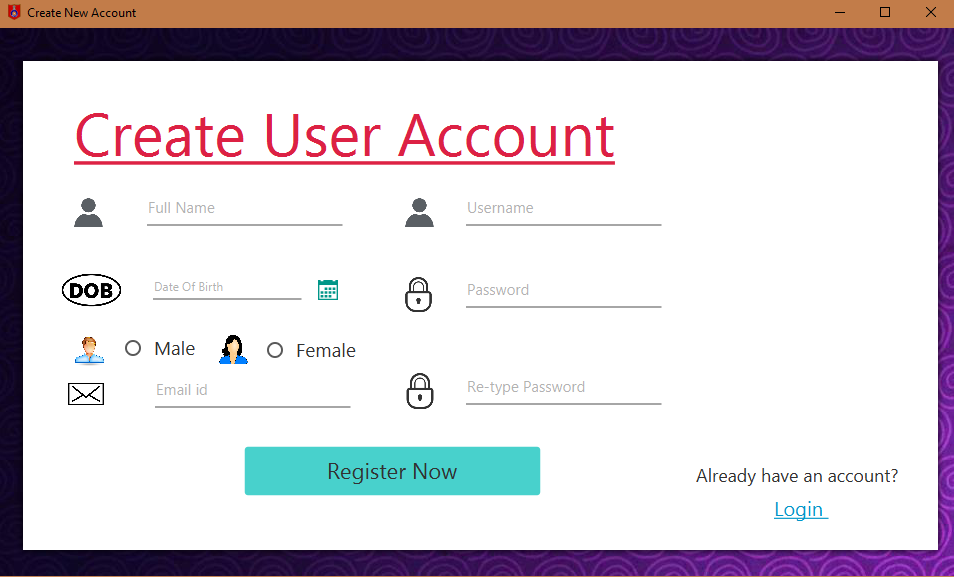 Create New Account
Create User Account
Full Name
Username
DOB
Date Of Birth
Password
Male
Female
Email id
Re-type Password
Register Now
Already have an account?
Login